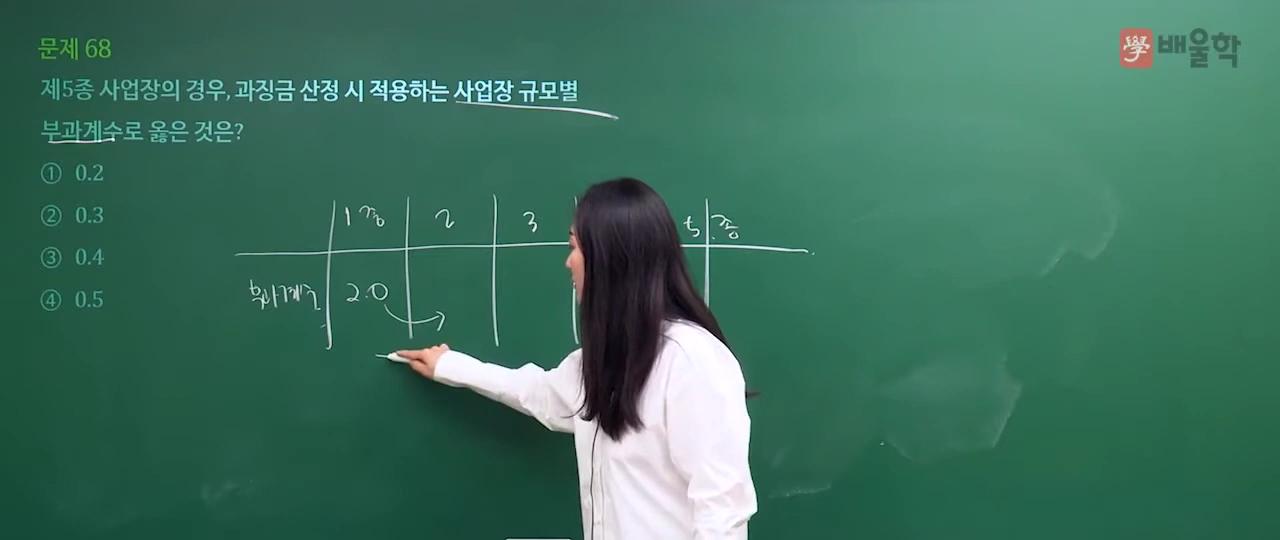 문제 68
學 배울학
제5종 사업장의 경우, 과징금 산정 시 적용하는 사업장 규모별
부과계수로 옳은 것은?
① 0.2
② 0.3
③ 0.4
④ 0.5
1종 2 3 5종
부과계수 2.0